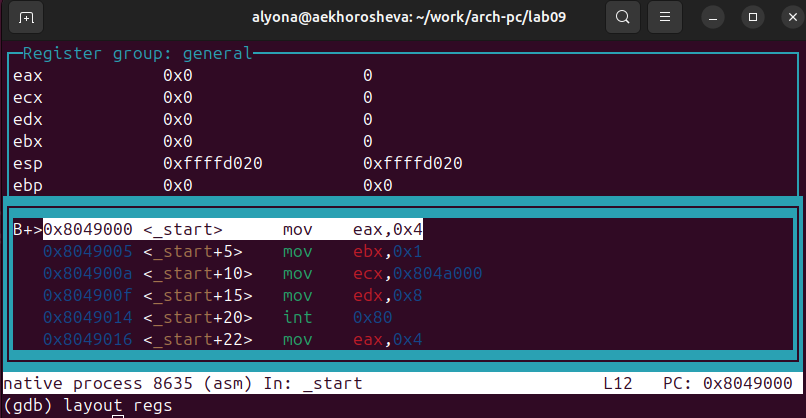 alyona@aekhorosheva: ~/work/arch-pc/lab09
Register group: general
eax 0x0 0
ecx 0x0 0
edx 0x0 0
ebx 0x0 0
esp 0xffffd020 0xffffd020
ebp 0x0 0x0
B+>0x8049000 <_start> mov eax,0x4
0x8049005 <_start+5> mov ebx,0x1
0x804900a <_start+10> mov ecx,0x804a000
0x804900f <_start+15> mov edx,0x8
0x8049014 <_start+20> int 0x80
0x8049016 <_start+22> mov eax,0x4
native process 8635 (asm) In: _start L12 PC: 0x8049000
(gdb) layout regs